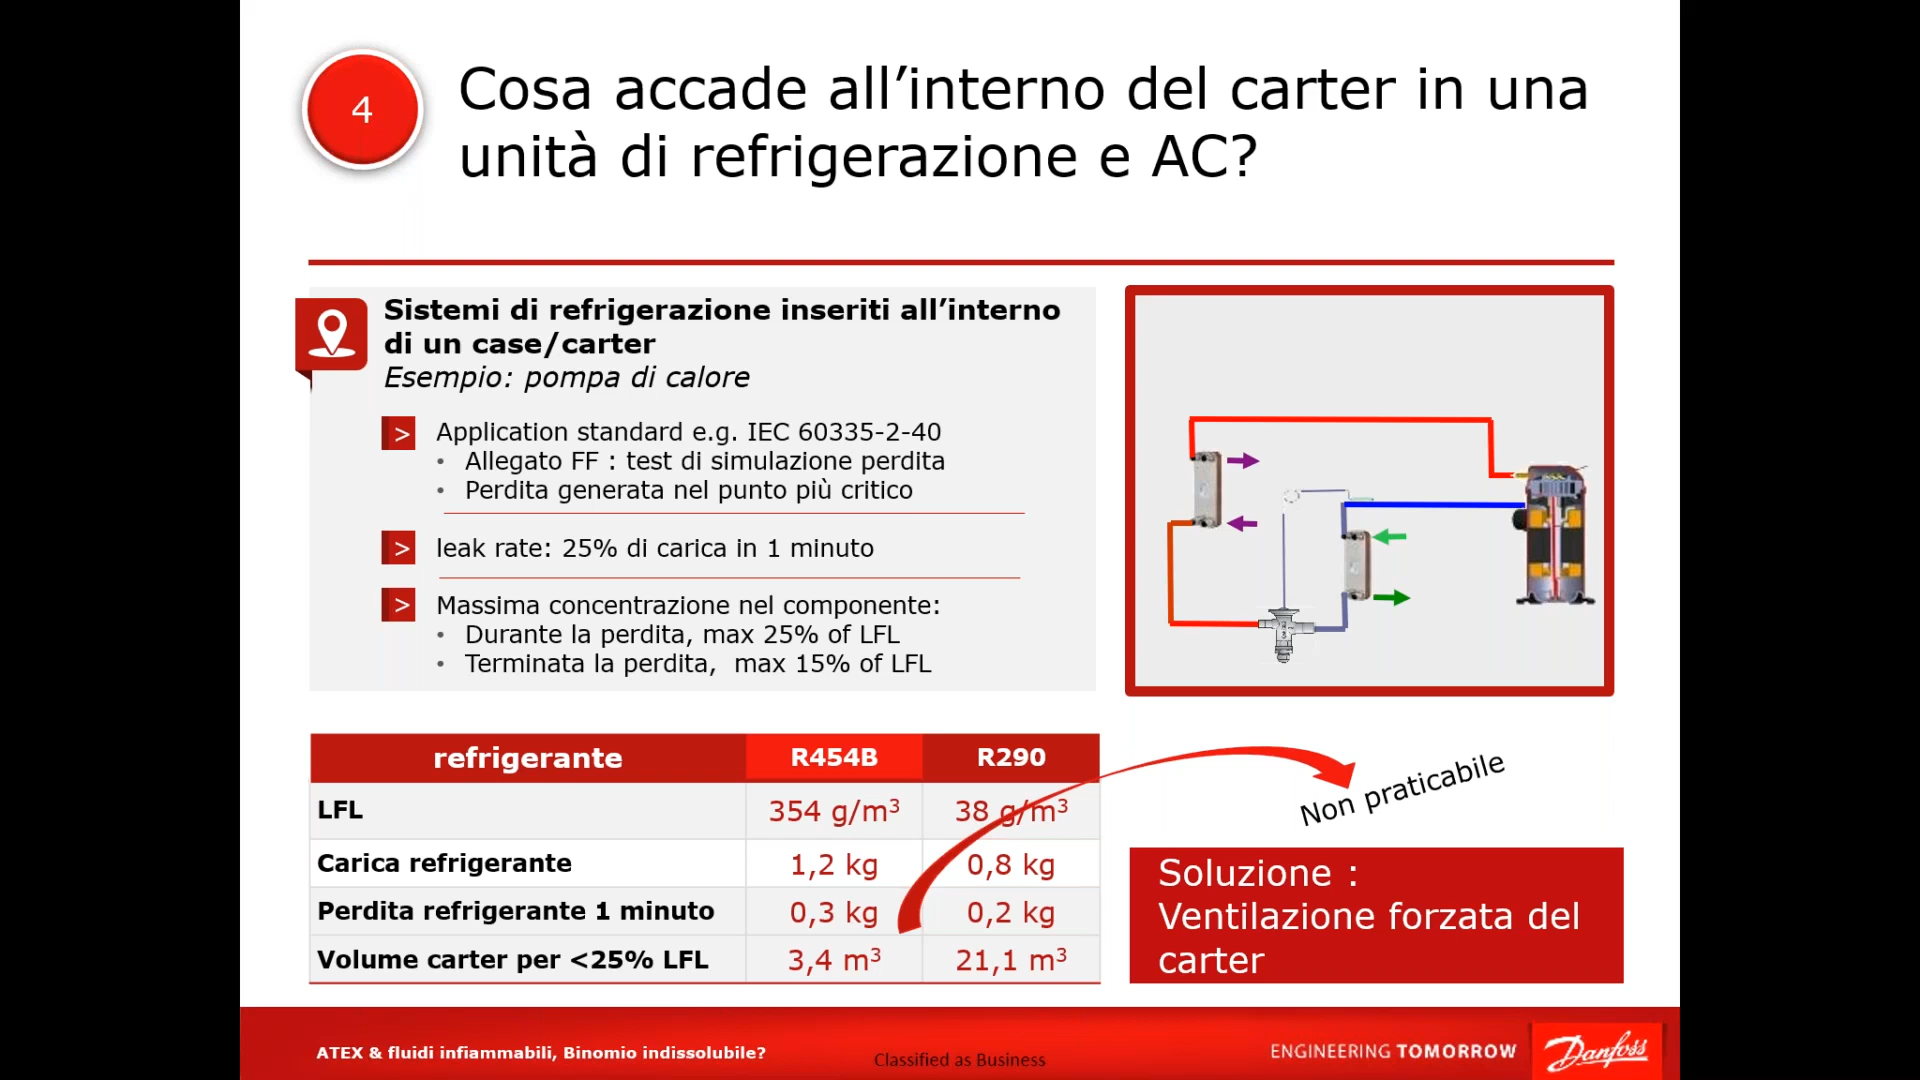 4
Cosa accade all’interno del carter in una
unità di refrigerazione e AC?
Sistemi di refrigerazione inseriti all’interno
di un case/carter
Esempio: pompa di calore
> Application standard e.g. IEC 60335-2-40
• Allegato FF : test di simulazione perdita
• Perdita generata nel punto più critico
> leak rate: 25% di carica in 1 minuto
> Massima concentrazione nel componente:
• Durante la perdita, max 25% of LFL
• Terminata la perdita,  max 15% of LFL
refrigerante R454B R290
LFL 354 g/m³ 38 g/m³
Carica refrigerante 1,2 kg 0,8 kg
Perdita refrigerante 1 minuto 0,3 kg 0,2 kg
Volume carter per <25% LFL 3,4 m³ 21,1 m³
Non praticabile
Soluzione :
Ventilazione forzata del
carter
ATEX & fluidi infiammabili, Binomio indissolubile?
Classified as Business
ENGINEERING TOMORROW
Danfoss